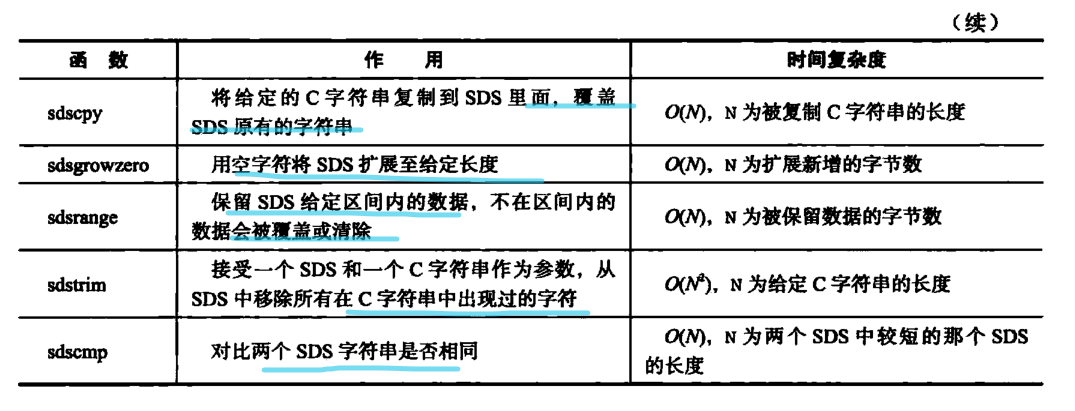 （续）
函 数 作 用 时间复杂度
sdscpy 将给定的 C 字符串复制到 SDS 里面，覆盖
SDS 原有的字符串 O(N)，N 为被复制 C 字符串的长度
sdsgrowzero 用空字符将 SDS 扩展至给定长度 O(N)，N 为扩展新增的字节数
sdsrange 保留 SDS 给定区间内的数据，不在区间内的
数据会被覆盖或清除 O(N)，N 为被保留数据的字节数
sdstrim 接受一个 SDS 和一个 C 字符串作为参数，从
SDS 中移除所有在 C 字符串中出现过的字符 O(N²)，N 为给定 C 字符串的长度
sdscmp 对比两个 SDS 字符串是否相同 O(N)，N 为两个 SDS 中较短的那个 SDS
的长度